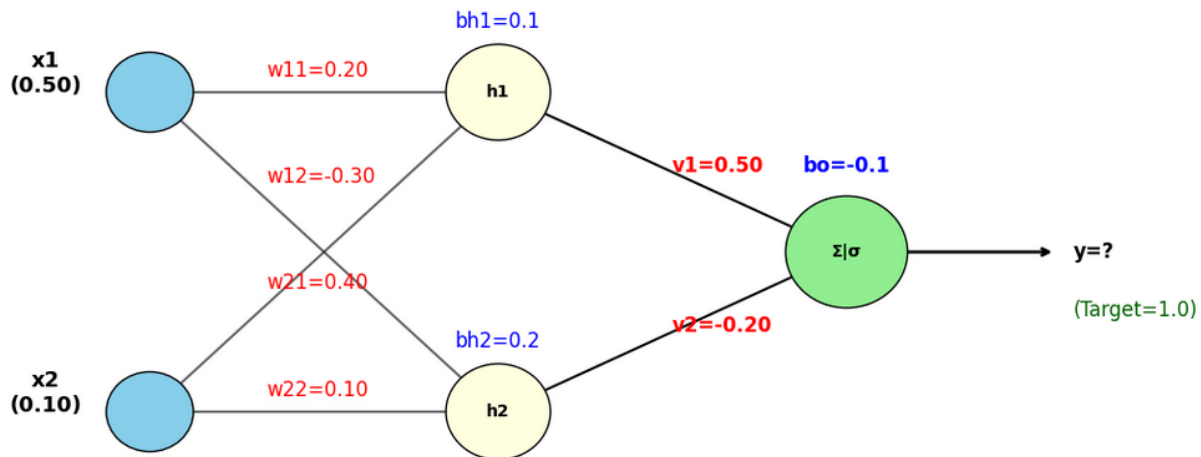 bh1=0.1
x1
(0.50)
w11=0.20
h1
w12=-0.30
v1=0.50
bo=-0.1
Σ|σ
y=?
w21=0.40
(Target=1.0)
v2=-0.20
bh2=0.2
x2
(0.10)
w22=0.10
h2